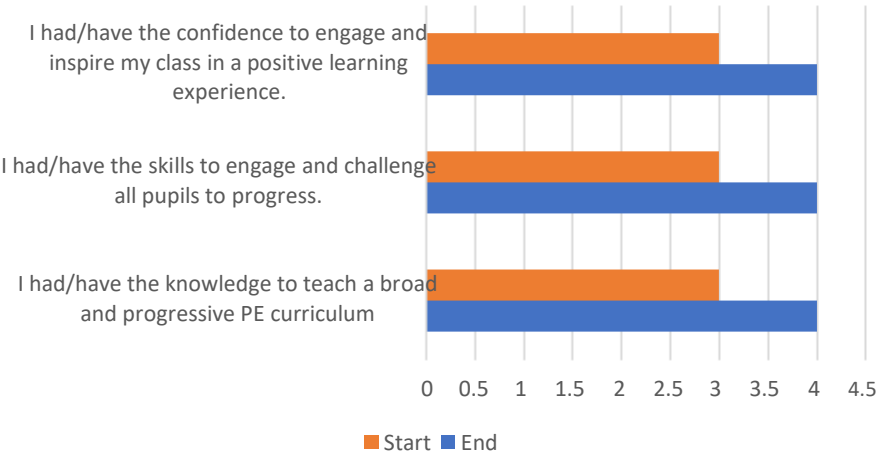 I had/have the confidence to engage and
inspire my class in a positive learning
experience.
I had/have the skills to engage and challenge
all pupils to progress.
I had/have the knowledge to teach a broad
and progressive PE curriculum
0 0.5 1 1.5 2 2.5 3 3.5 4 4.5
Start End